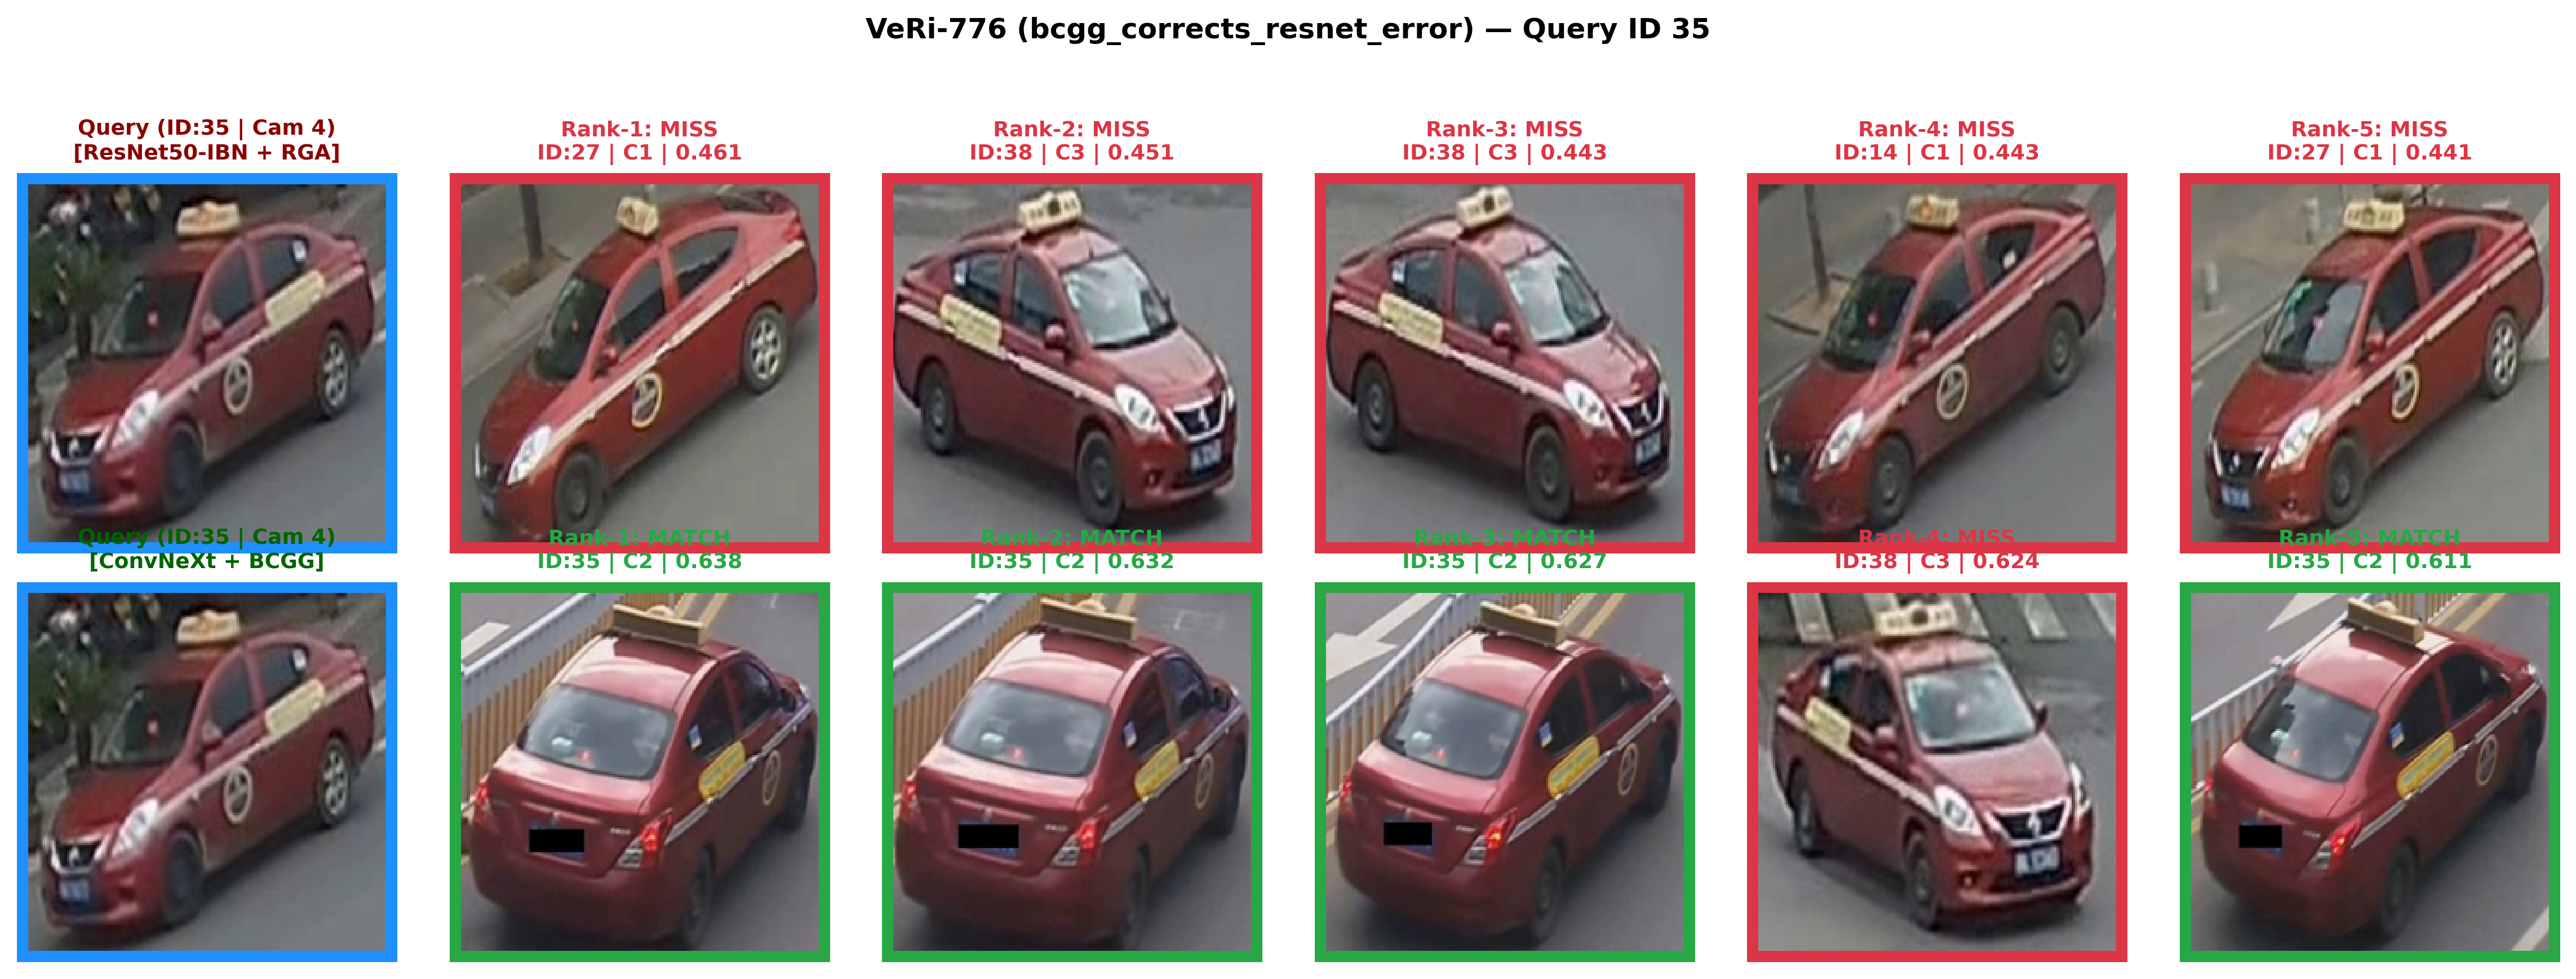 VeRi-776 (bcgg_corrects_resnet_error) — Query ID 35
Query (ID:35 | Cam 4)
[ResNet50-IBN + RGA]
Rank-1: MISS
ID:27 | C1 | 0.461
Rank-2: MISS
ID:38 | C3 | 0.451
Rank-3: MISS
ID:38 | C3 | 0.443
Rank-4: MISS
ID:14 | C1 | 0.443
Rank-5: MISS
ID:27 | C1 | 0.441
Query (ID:35 | Cam 4)
[ConvNeXt + BCGG]
Rank-1: MATCH
ID:35 | C2 | 0.638
Rank-2: MATCH
ID:35 | C2 | 0.632
Rank-3: MATCH
ID:35 | C2 | 0.627
Rank-4: MISS
ID:38 | C3 | 0.624
Rank-5: MATCH
ID:35 | C2 | 0.611